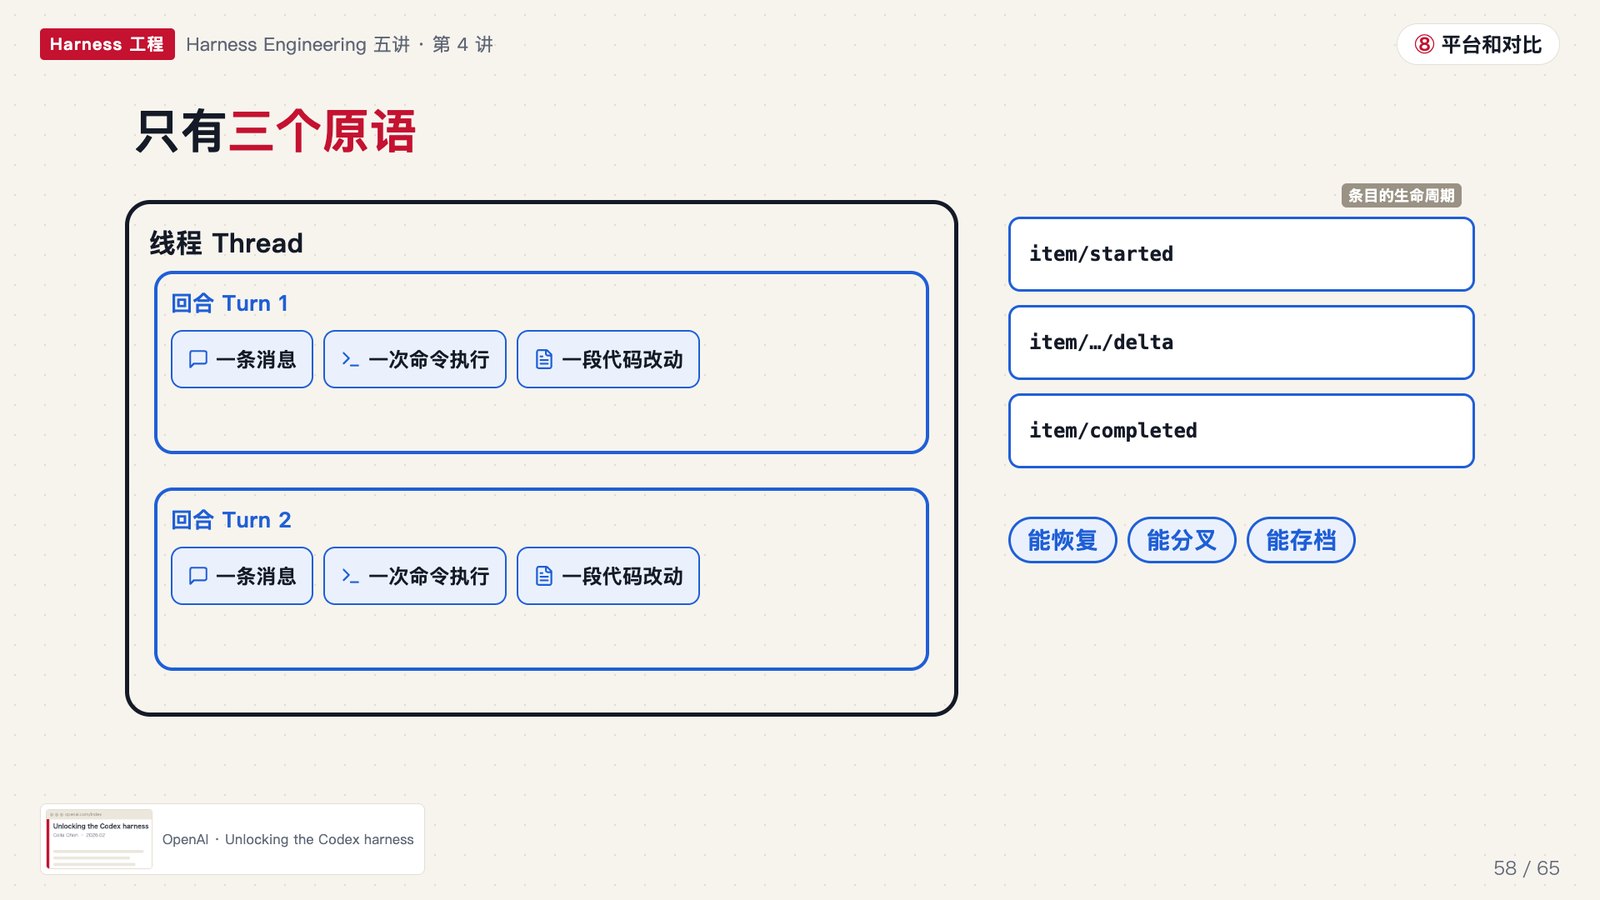 Harness 工程
Harness Engineering 五讲 · 第 4 讲
⑧ 平台和对比
只有三个原语
线程 Thread
回合 Turn 1
一条消息
一次命令执行
一段代码改动
回合 Turn 2
一条消息
一次命令执行
一段代码改动
条目的生命周期
item/started
item/…/delta
item/completed
能恢复
能分叉
能存档
Unlocking the Codex harness
OpenAI · Unlocking the Codex harness
58 / 65